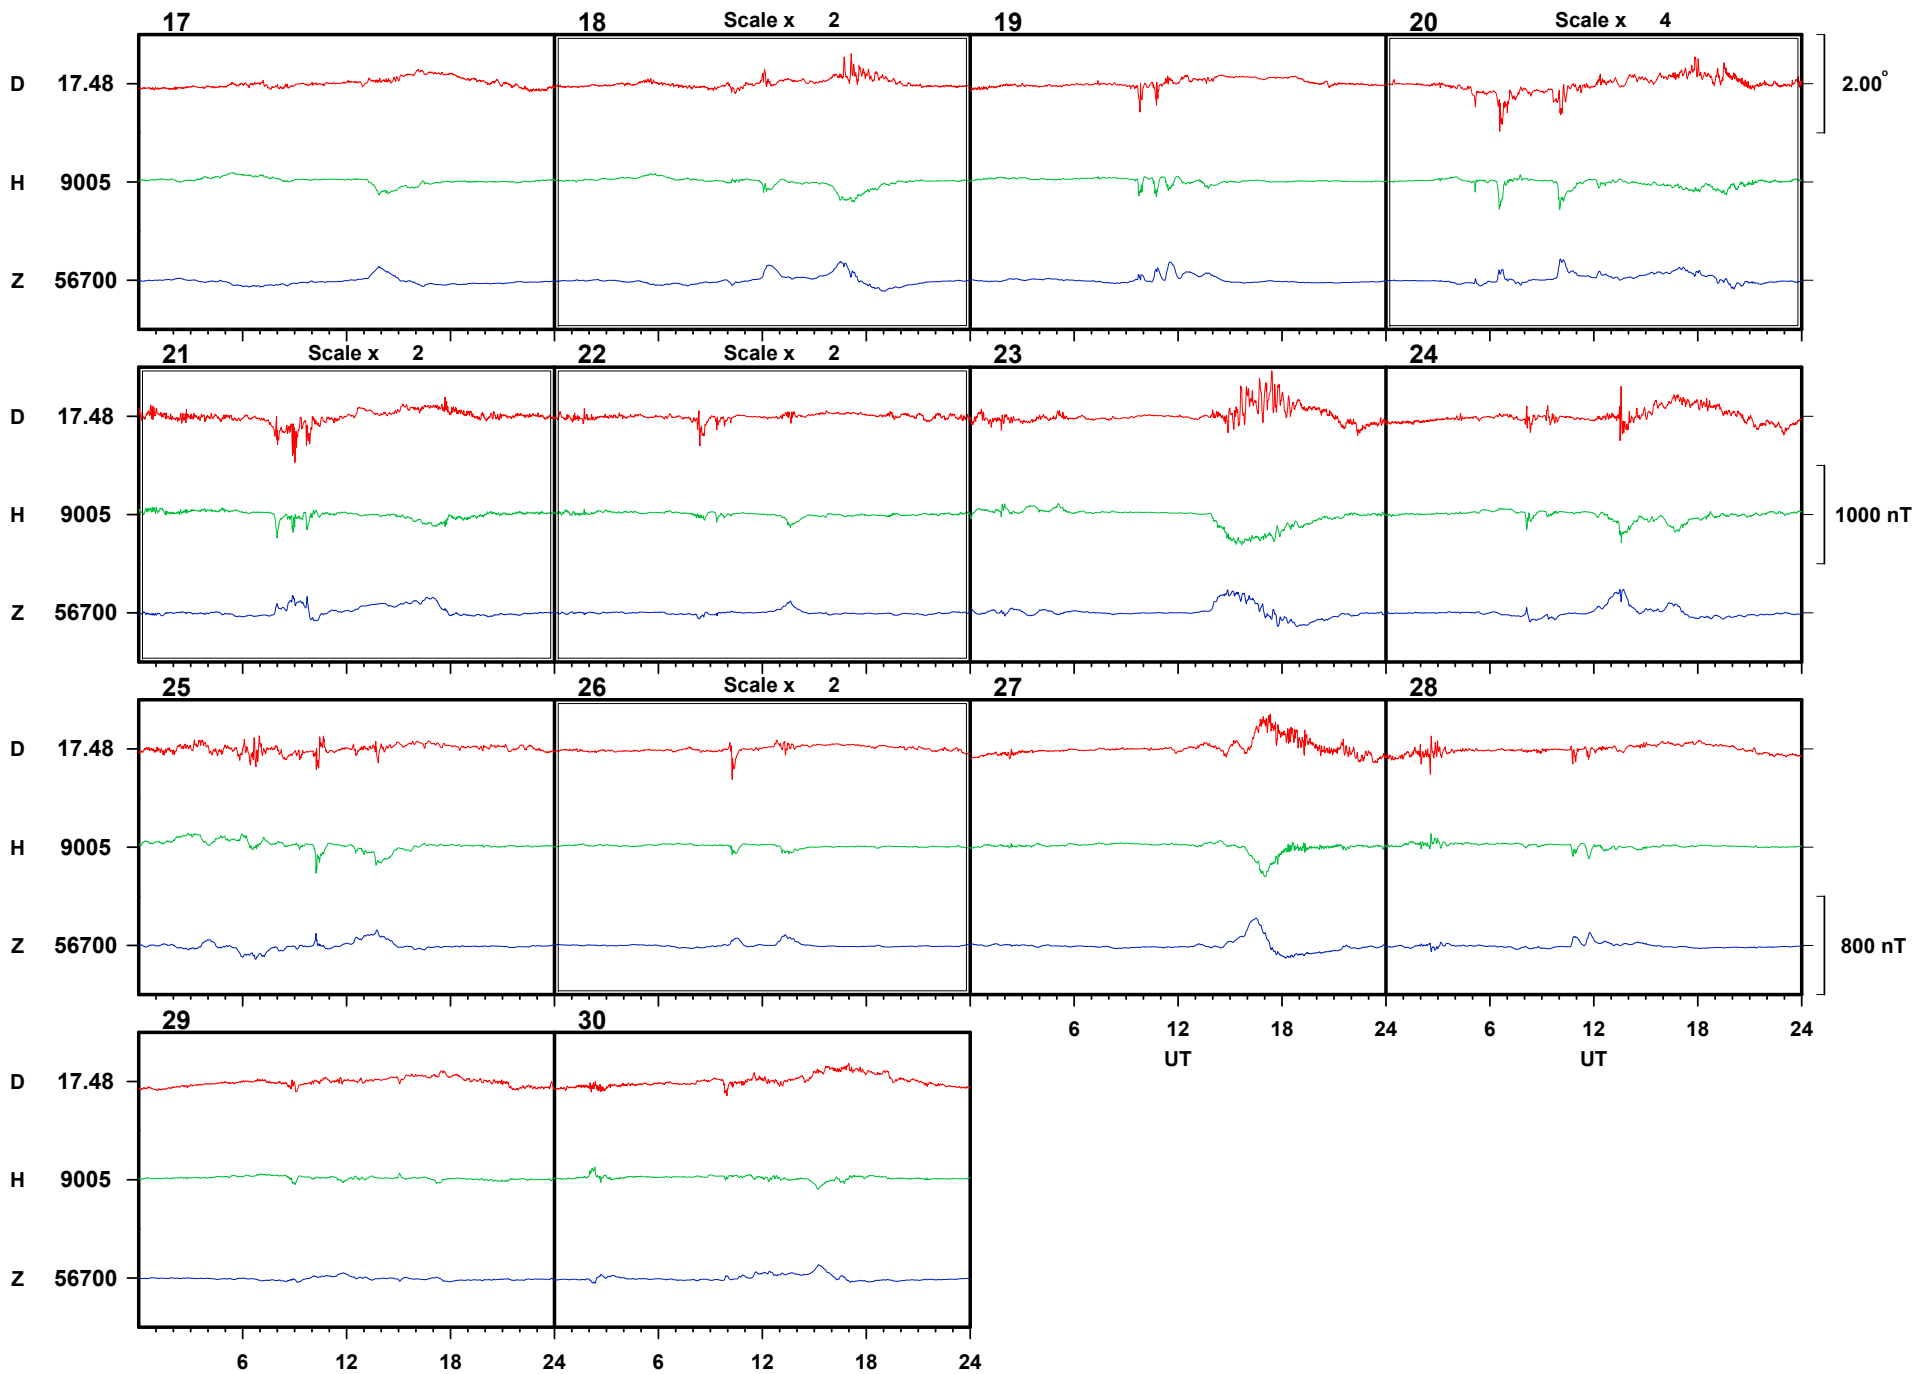 17 18 Scale x 2 19 20 Scale x 4
D 17.48 2.00°
H 9005
Z 56700
21 Scale x 2 22 Scale x 2 23 24
D 17.48
H 9005 1000 nT
Z 56700
25 26 Scale x 2 27 28
D 17.48
H 9005
Z 56700 800 nT
29 30 6 12 18 24 6 12 18 24
UT UT
D 17.48
H 9005
Z 56700
6 12 18 24 6 12 18 24